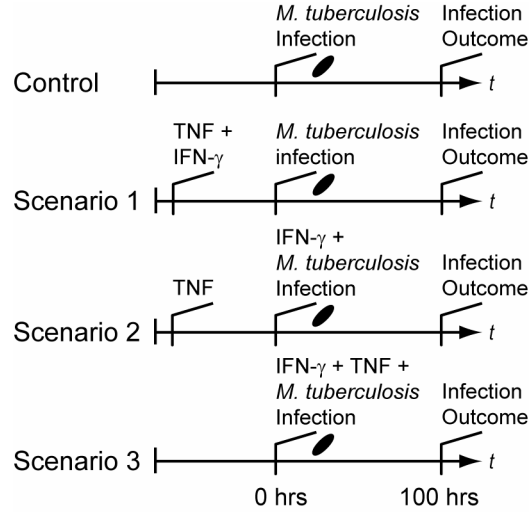 M. tuberculosis Infection
Infection Outcome
Control
t
TNF +
IFN-γ
M. tuberculosis
infection
Infection
Outcome
Scenario 1
t
TNF
IFN-γ +
M. tuberculosis
Infection
Infection
Outcome
Scenario 2
t
IFN-γ + TNF +
M. tuberculosis
Infection
Infection
Outcome
Scenario 3
t
0 hrs
100 hrs